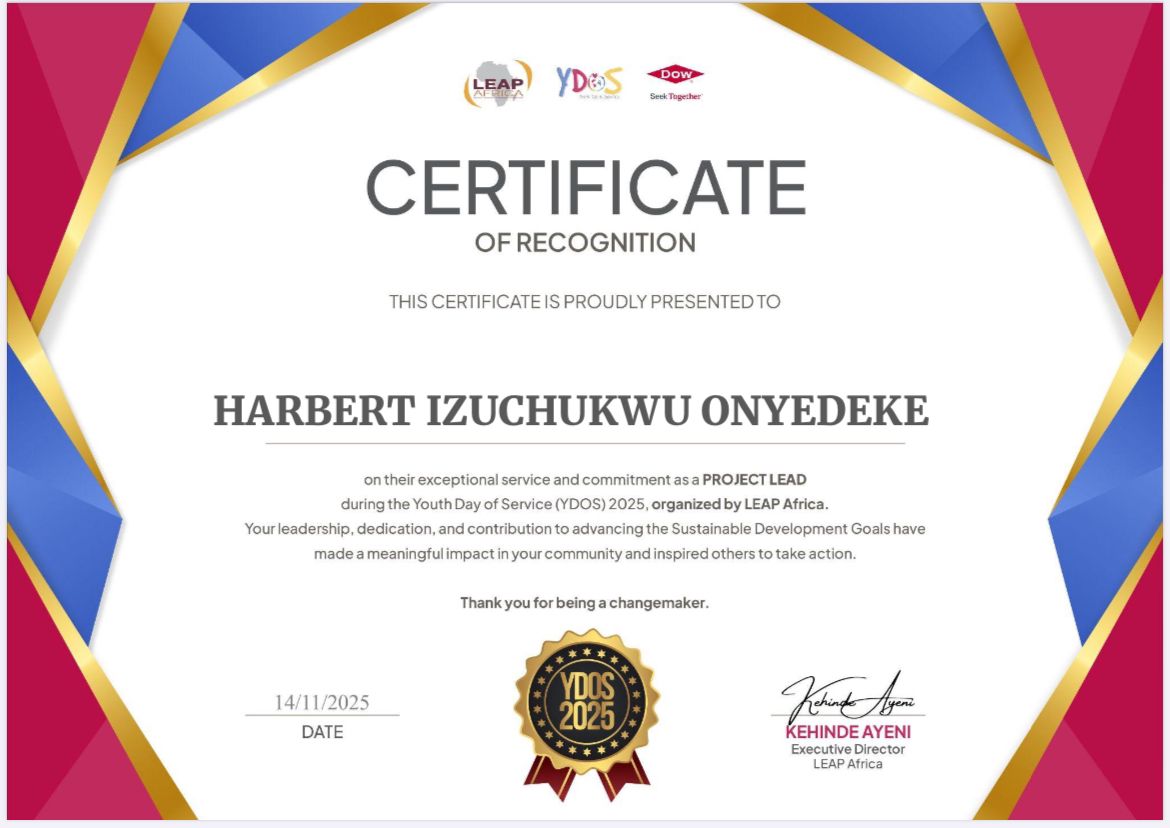 LEAP
AFRICA
YDOS
Dow
Seek Together
CERTIFICATE
OF RECOGNITION
THIS CERTIFICATE IS PROUDLY PRESENTED TO
HARBERT IZUCHUKWU ONYEDEKE
on their exceptional service and commitment as a PROJECT LEAD
during the Youth Day of Service (YDOS) 2025, organized by LEAP Africa.
Your leadership, dedication, and contribution to advancing the Sustainable Development Goals have
made a meaningful impact in your community and inspired others to take action.
Thank you for being a changemaker.
YDOS
2025
14/11/2025
DATE
Kehinde Ayeni
KEHINDE AYENI
Executive Director
LEAP Africa